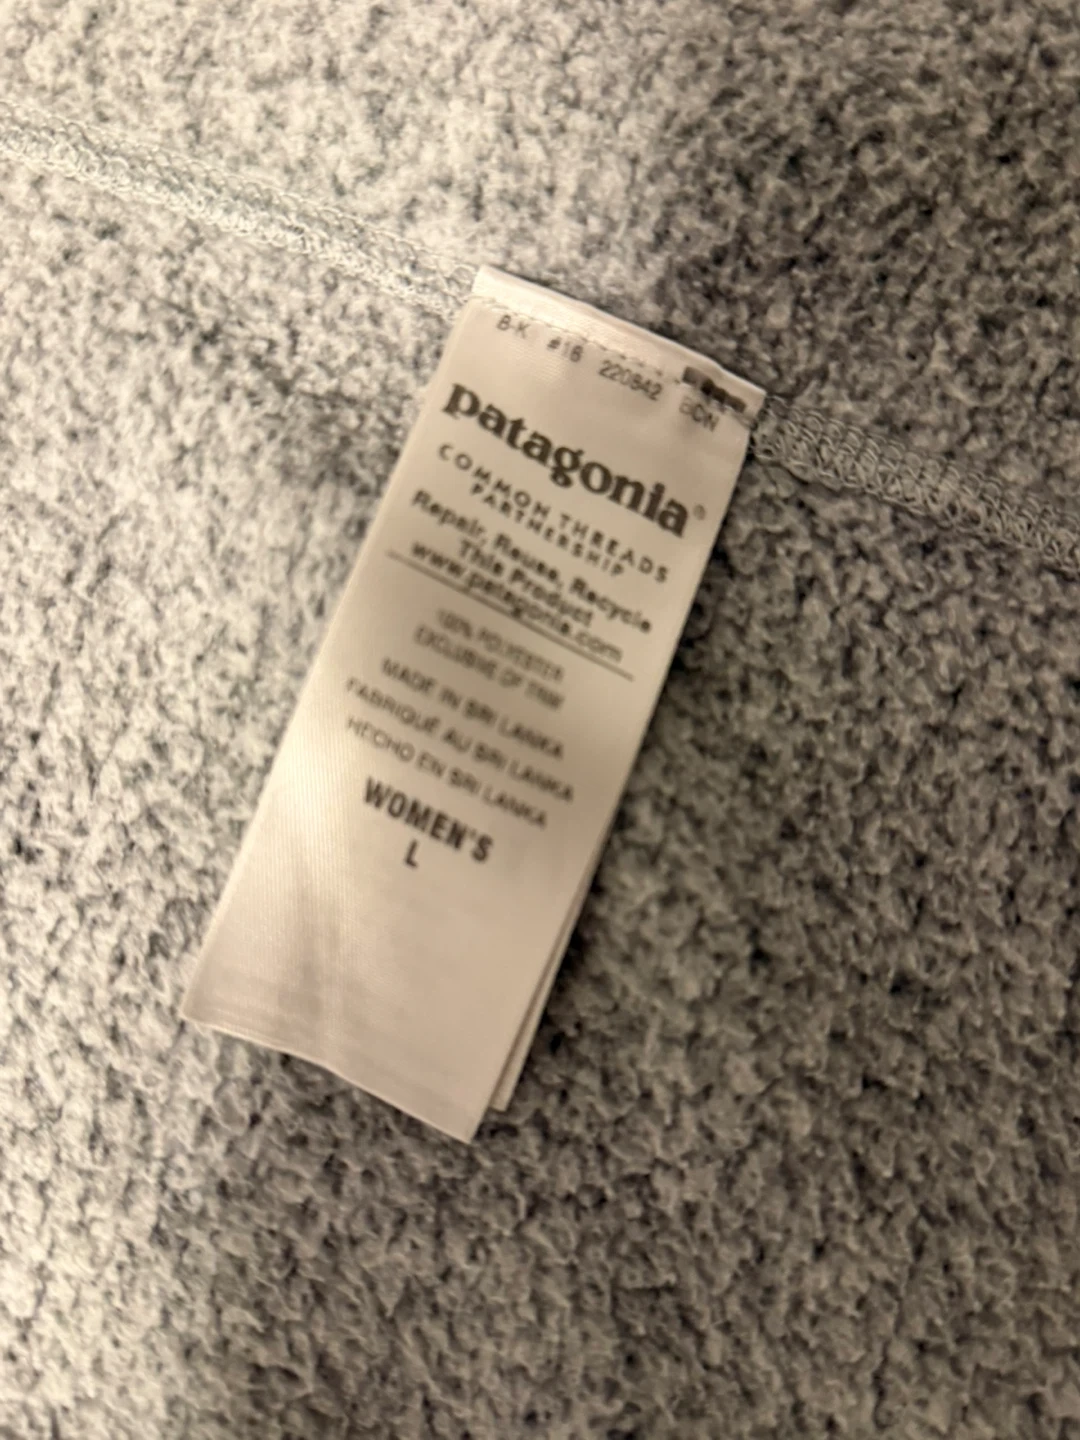 B-K #16 220842 BCN
patagonia®
COMMON THREADS
PARTNERSHIP
Repair, Reuse, Recycle
This Product
www.patagonia.com
100% POLYESTER
EXCLUSIVE OF TRIM
MADE IN SRI LANKA
FABRIQUÉ AU SRI LANKA
HECHO EN SRI LANKA
WOMEN'S
L